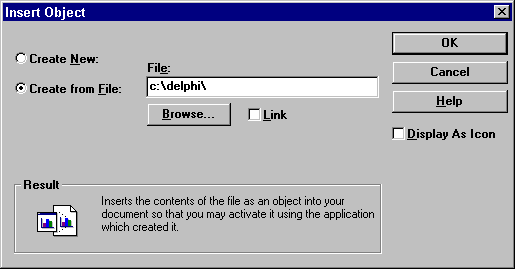 Insert Object
Create New:
Create from File:
File:
c:\delphi\
Browse...
Link
OK
Cancel
Help
Display As Icon
Result
Inserts the contents of the file as an object into your
document so that you may activate it using the application
which created it.